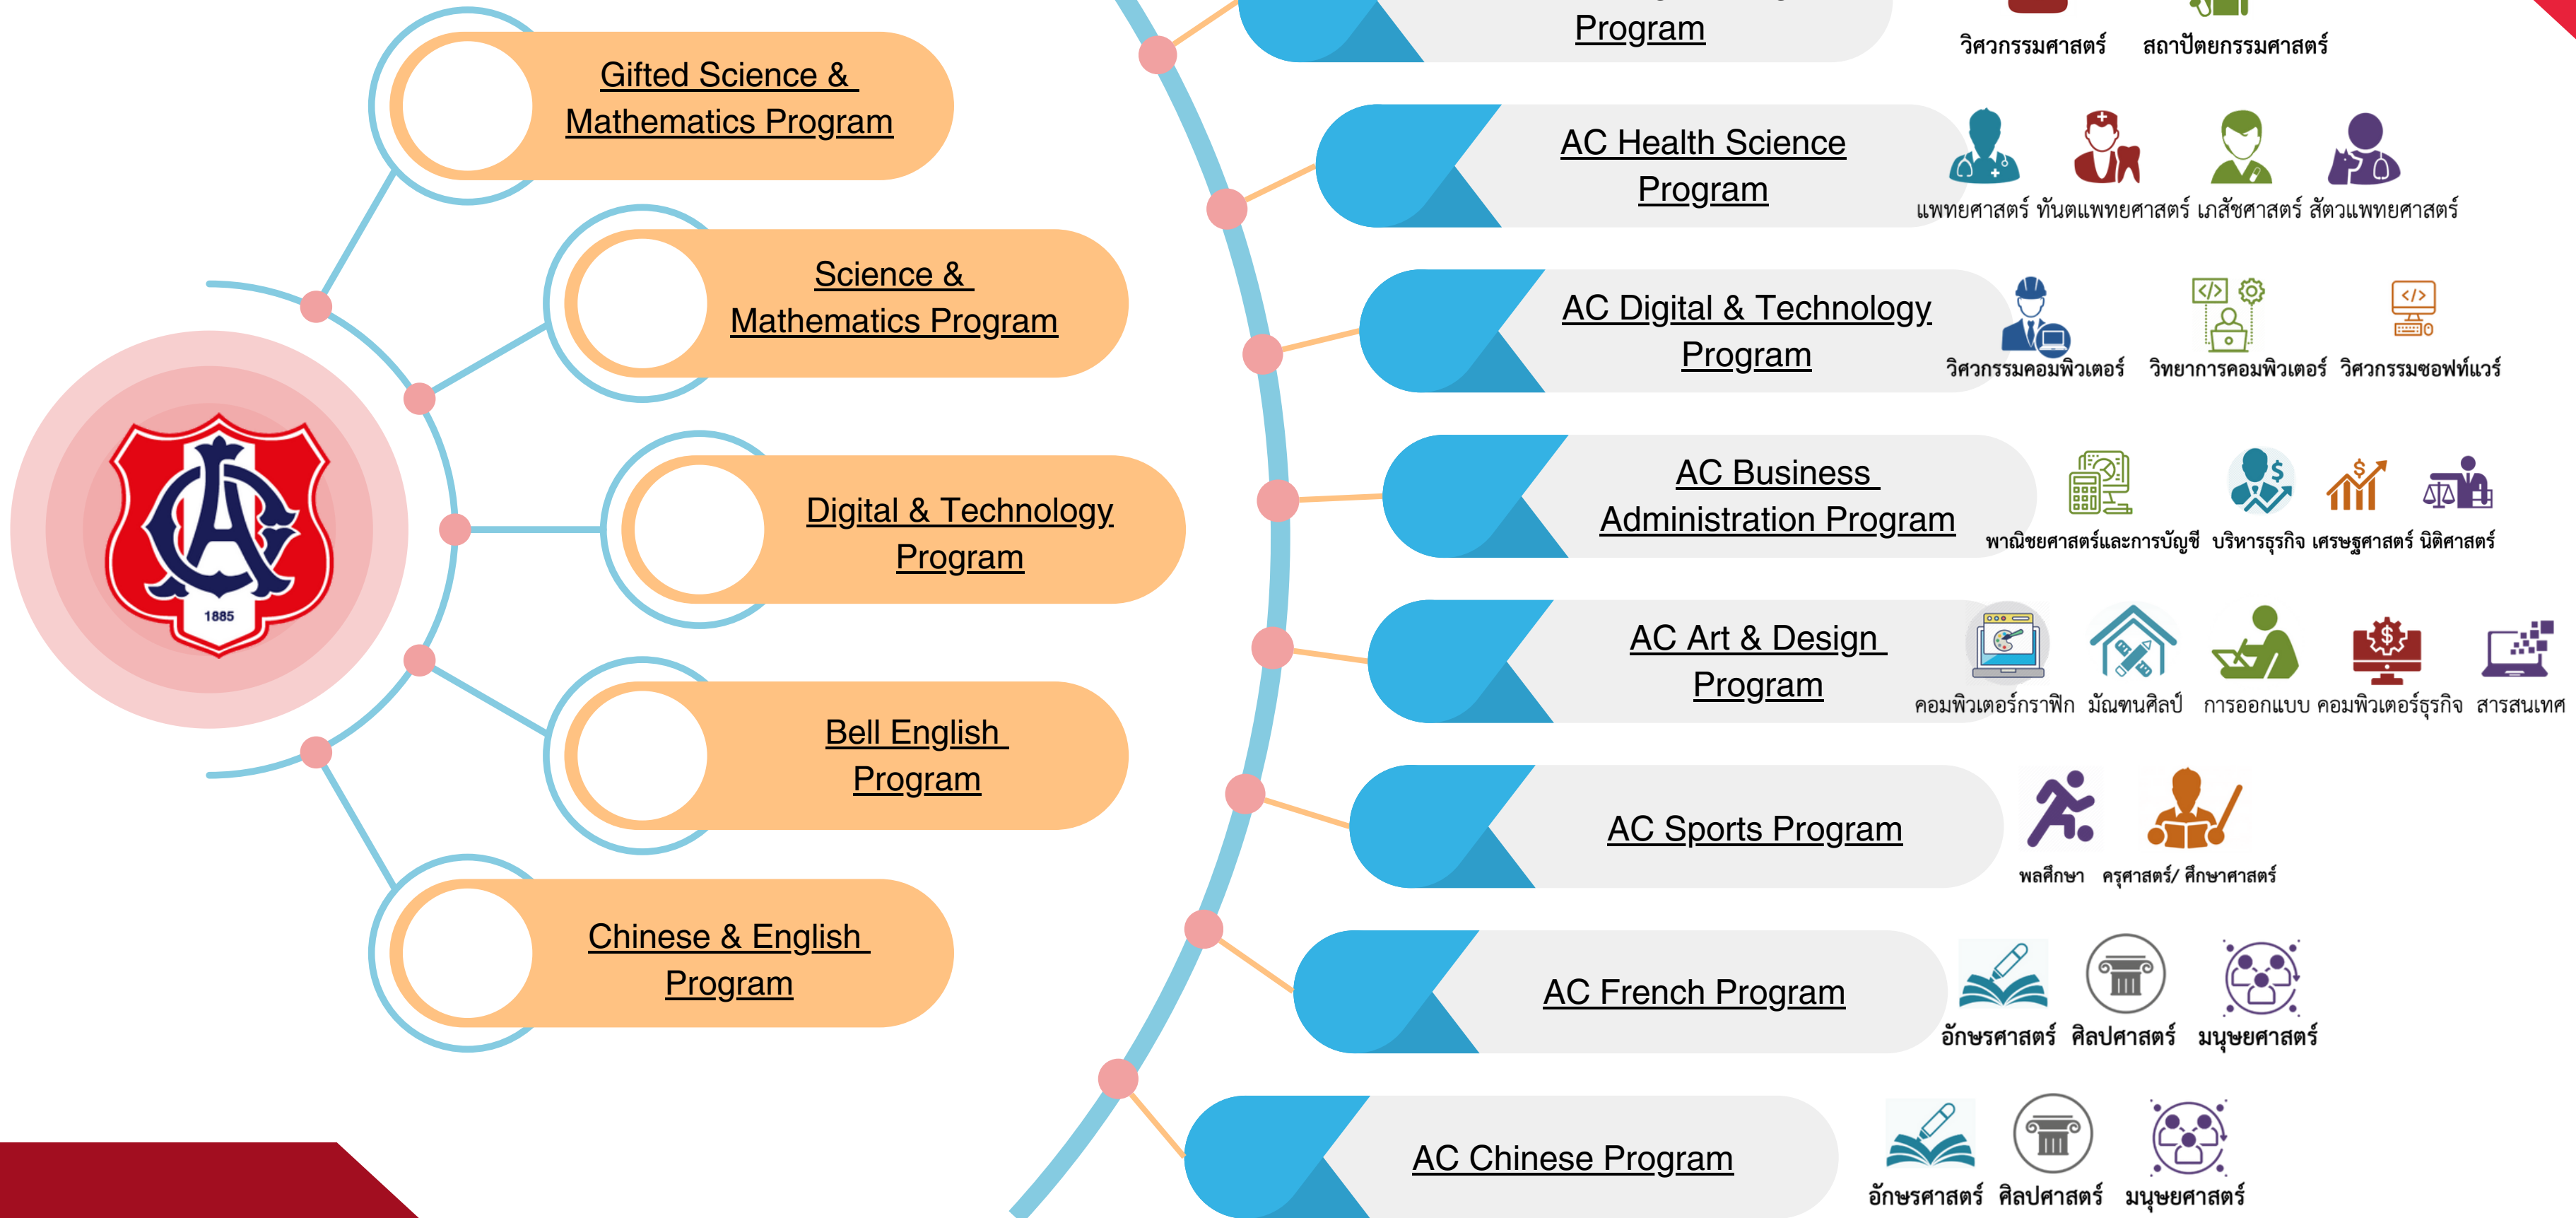 Gifted Science &
Mathematics Program
Science &
Mathematics Program
Digital & Technology
Program
Bell English
Program
Chinese & English
Program
1885
Program
วิศวกรรมศาสตร์ สถาปัตยกรรมศาสตร์
AC Health Science
Program
แพทยศาสตร์ ทันตแพทยศาสตร์ เภสัชศาสตร์ สัตวแพทยศาสตร์
AC Digital & Technology
Program
วิศวกรรมคอมพิวเตอร์ วิทยาการคอมพิวเตอร์ วิศวกรรมซอฟท์แวร์
AC Business
Administration Program
พาณิชยศาสตร์และการบัญชี บริหารธุรกิจ เศรษฐศาสตร์ นิติศาสตร์
AC Art & Design
Program
คอมพิวเตอร์กราฟิก มัณฑนศิลป์ การออกแบบ คอมพิวเตอร์ธุรกิจ สารสนเทศ
AC Sports Program
พลศึกษา ครุศาสตร์/ ศึกษาศาสตร์
AC French Program
อักษรศาสตร์ ศิลปศาสตร์ มนุษยศาสตร์
AC Chinese Program
อักษรศาสตร์ ศิลปศาสตร์ มนุษยศาสตร์